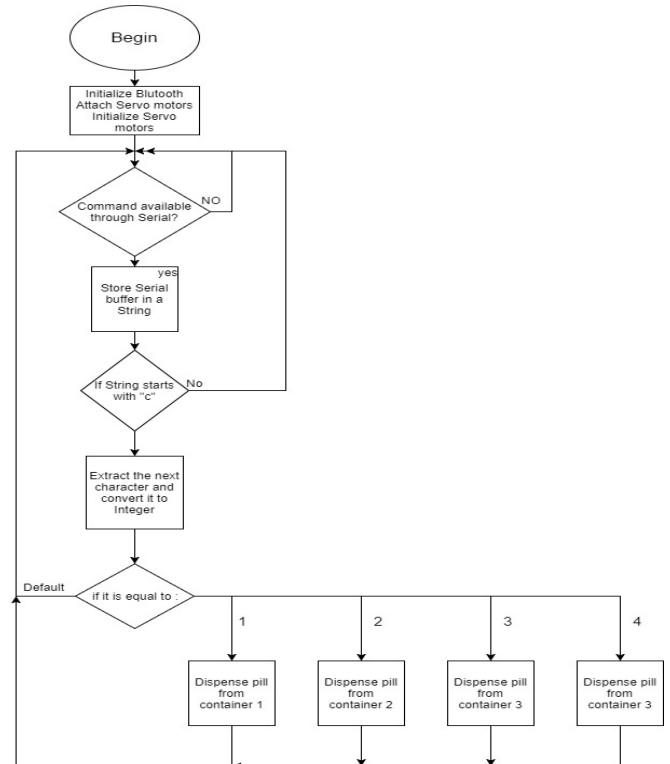 Begin
Initialize Blutooth
Attach Servo motors
Initialize Servo
motors
Command available
through Serial?
NO
yes
Store Serial
buffer in a
String
If String starts
with "c"
No
Extract the next
character and
convert it to
Integer
Default
if it is equal to :
1
2
3
4
Dispense pill
from
container 1
Dispense pill
from
container 2
Dispense pill
from
container 3
Dispense pill
from
container 3